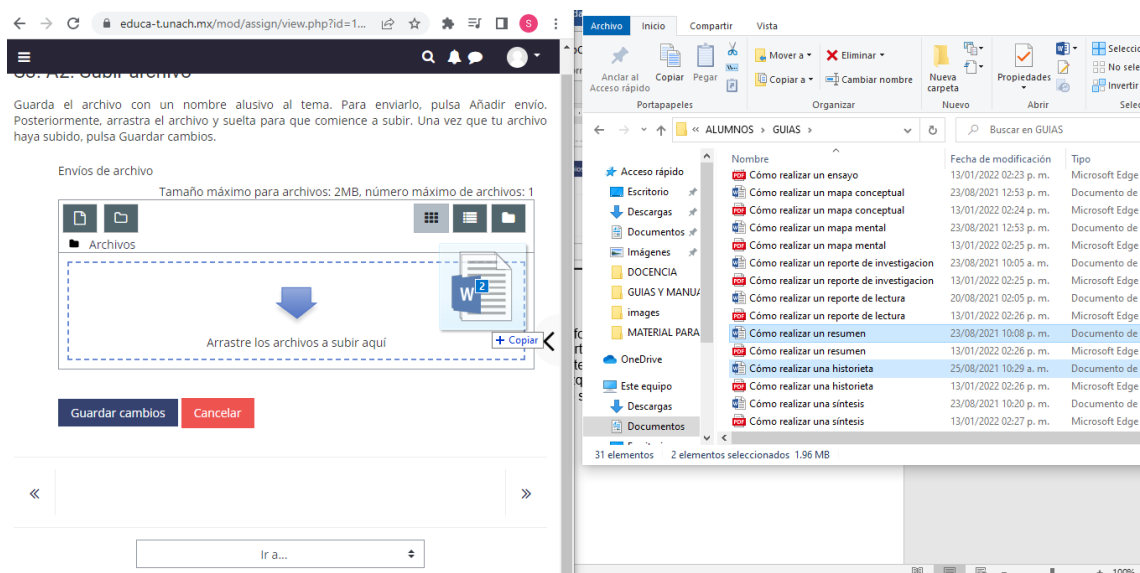 educa-t.unach.mx/mod/assign/view.php?id=1...
S
Guarda el archivo con un nombre alusivo al tema. Para enviarlo, pulsa Añadir envío.
Posteriormente, arrastra el archivo y suelta para que comience a subir. Una vez que tu archivo
haya subido, pulsa Guardar cambios.
Envíos de archivo
Tamaño máximo para archivos: 2MB, número máximo de archivos: 1
Archivos
W 2
Arrastre los archivos a subir aquí
+ Copiar
Guardar cambios Cancelar
« »
Ir a...
Archivo Inicio Compartir Vista
Anclar al
Acceso rápido
Copiar Pegar
Mover a Eliminar
Copiar a Cambiar nombre
Nueva
carpeta
Propiedades
Selecci
No sele
Invertir
Portapapeles Organizar Nuevo Abrir Selec
« ALUMNOS > GUIAS > Buscar en GUIAS
Acceso rápido
Escritorio
Descargas
Documentos
Imágenes
DOCENCIA
GUIAS Y MANUA
images
MATERIAL PARA
OneDrive
Este equipo
Descargas
Documentos
Nombre Fecha de modificación Tipo
Cómo realizar un ensayo 13/01/2022 02:23 p. m. Microsoft Edge
Cómo realizar un mapa conceptual 23/08/2021 12:53 p. m. Documento de
Cómo realizar un mapa conceptual 13/01/2022 02:24 p. m. Microsoft Edge
Cómo realizar un mapa mental 23/08/2021 12:53 p. m. Documento de
Cómo realizar un mapa mental 13/01/2022 02:25 p. m. Microsoft Edge
Cómo realizar un reporte de investigacion 23/08/2021 10:05 a. m. Documento de
Cómo realizar un reporte de investigacion 13/01/2022 02:25 p. m. Microsoft Edge
Cómo realizar un reporte de lectura 20/08/2021 02:05 p. m. Documento de
Cómo realizar un reporte de lectura 13/01/2022 02:26 p. m. Microsoft Edge
Cómo realizar un resumen 23/08/2021 10:08 p. m. Documento de
Cómo realizar un resumen 13/01/2022 02:26 p. m. Microsoft Edge
Cómo realizar una historieta 25/08/2021 10:29 a. m. Documento de
Cómo realizar una historieta 13/01/2022 02:26 p. m. Microsoft Edge
Cómo realizar una síntesis 23/08/2021 10:20 p. m. Documento de
Cómo realizar una síntesis 13/01/2022 02:27 p. m. Microsoft Edge
31 elementos 2 elementos seleccionados 1.96 MB
100%